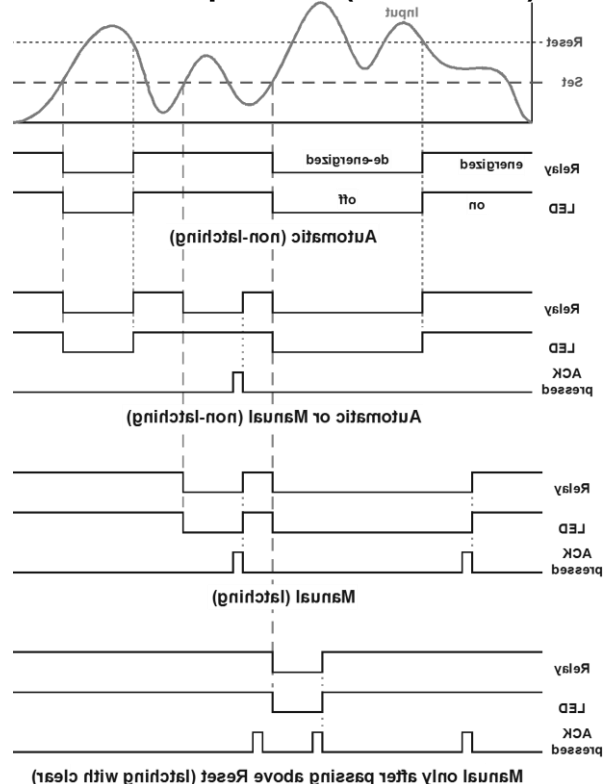 Input
Reset
Set
Relay
energized
de-energized
LED
on
off
Automatic (non-latching)
Relay
LED
ACK
pressed
Automatic or Manual (non-latching)
Relay
LED
ACK
pressed
Manual (latching)
Relay
LED
ACK
pressed
Manual only after passing above Reset (latching with clear)